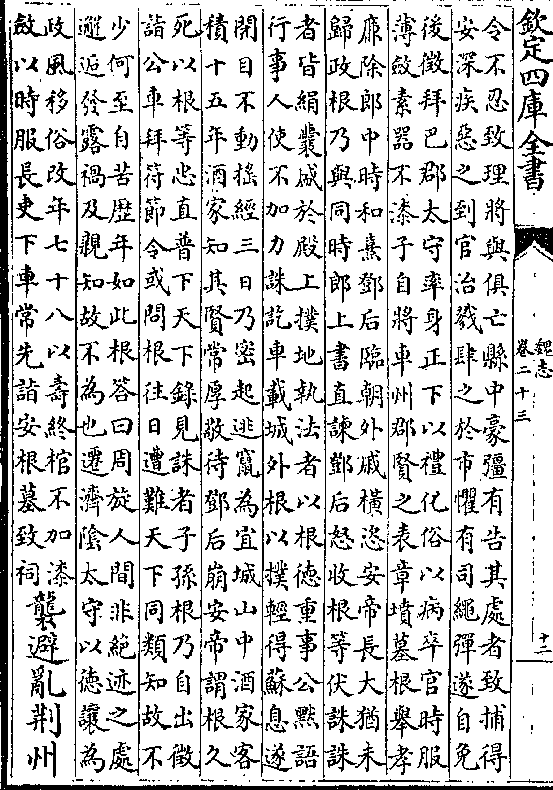 欽定四庫全書
魏志
卷二十三
十二
令不忍致理將與俱亡縣中豪彊有告其處者致捕得
安深疾惡之到官治戮肆之於市懼有司繩彈遂自免
後徵拜巴郡太守率身正下以禮化俗以病卒官時服
薄斂素器不漆子自將車州郡賢之表章墳墓根舉孝
亷除郎中時和熹鄧后臨朝外戚橫恣安帝長大猶未
歸政根乃與同時郎上書直諫鄧后怒收根等伏誅誅
者皆絹囊盛於殿上撲地執法者以根德重事公默語
行事人使不加力誅訖車載城外根以撲輕得蘇息遂
閉目不動搖經三日乃密起逃竄為宜城山中酒家客
積十五年酒家知其賢常厚敬待鄧后崩安帝謂根久
死以根等忠直普下天下錄見誅者子孫根乃自出徵
詣公車拜符節令或問根往日遭難天下同類知故不
少何至自苦歴年如此根答曰周旋人間非絕迹之處
邂逅發露禍及親知故不為也遷濟隂太守以德讓為
政風移俗改年七十八以壽終棺不加漆
斂以時服長吏下車常先詣安根墓致祠
襲避亂荆州